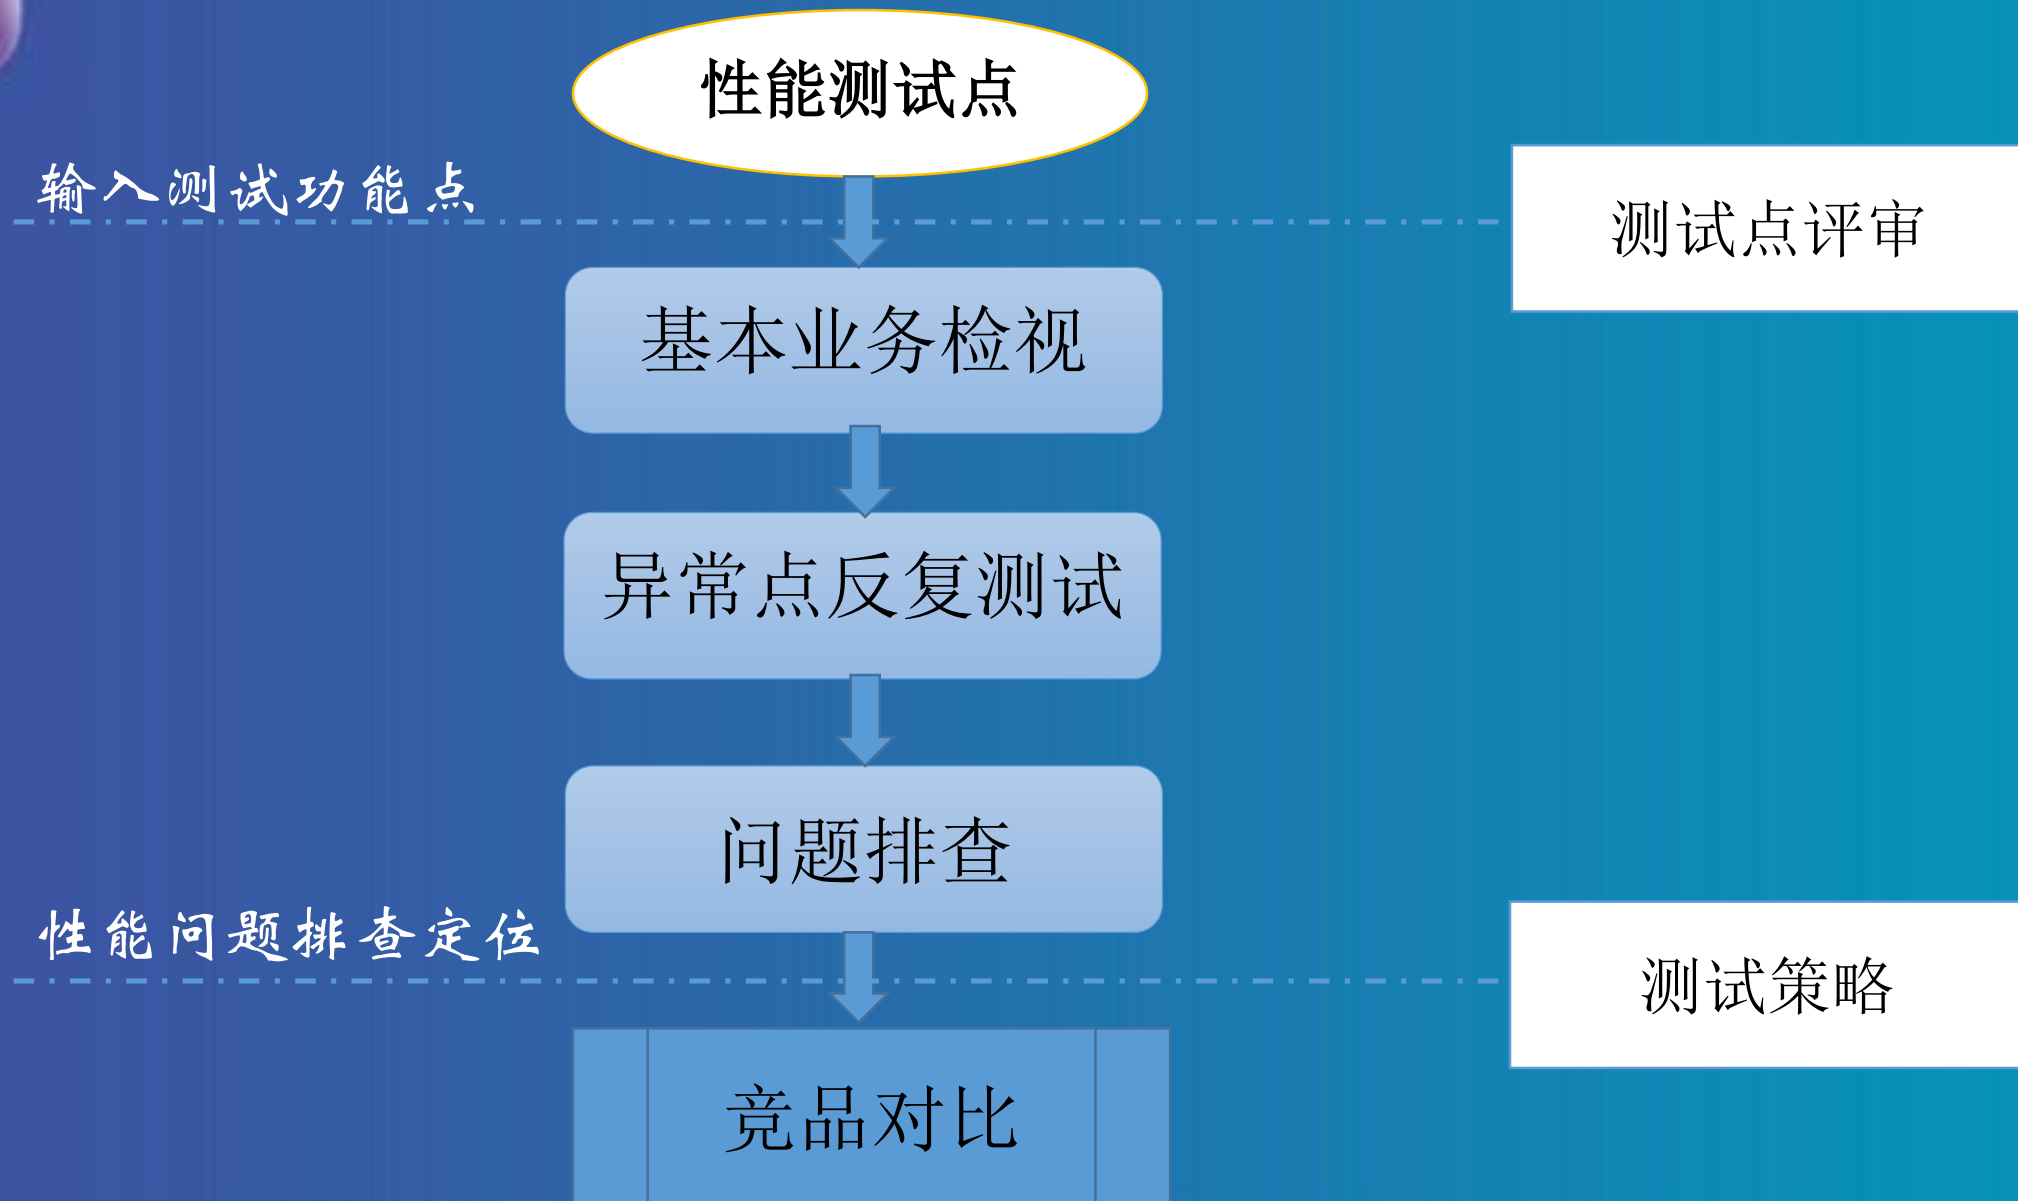 性能测试点
输入测试功能点
测试点评审
基本业务检视
异常点反复测试
问题排查
性能问题排查定位
测试策略
竞品对比